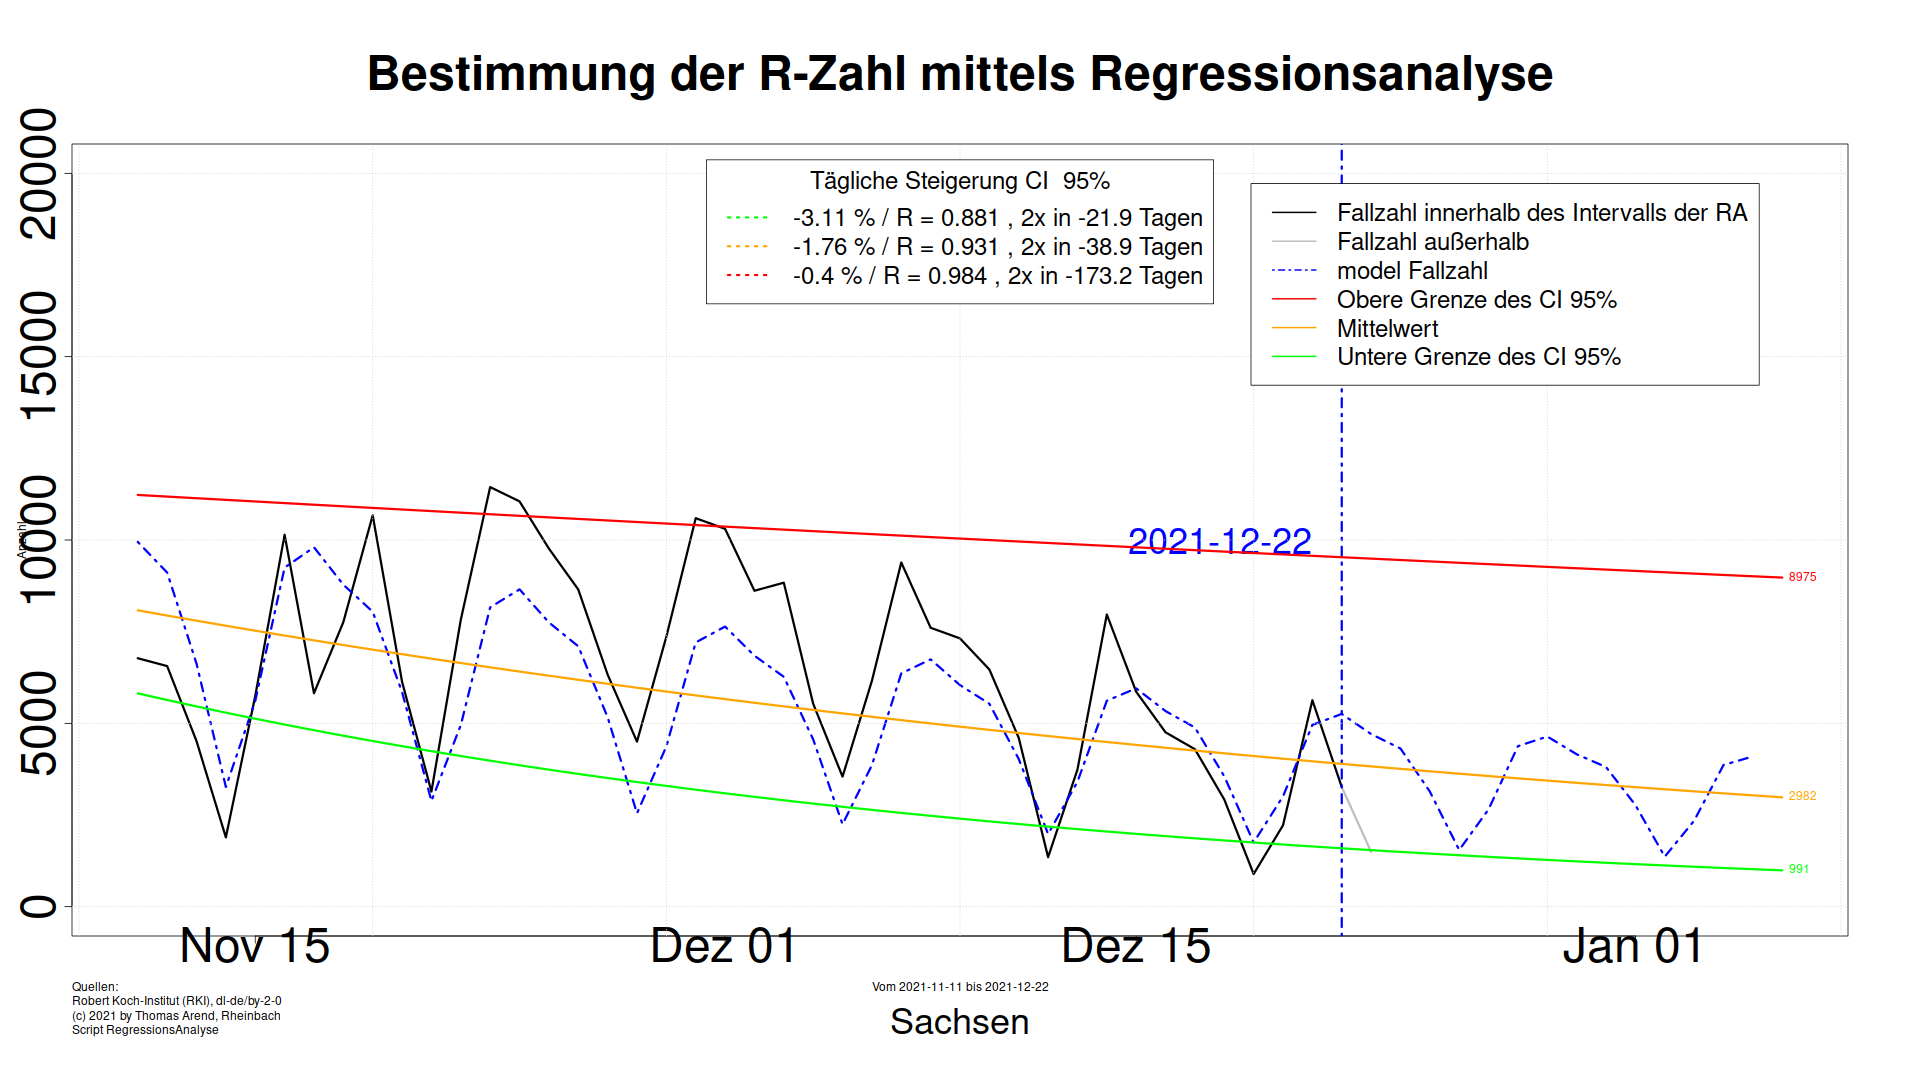 Bestimmung der R-Zahl mittels Regressionsanalyse
20000
15000
10000
5000
0
Anzahl
Tägliche Steigerung CI 95%
-3.11 % / R = 0.881 , 2x in -21.9 Tagen
-1.76 % / R = 0.931 , 2x in -38.9 Tagen
-0.4 % / R = 0.984 , 2x in -173.2 Tagen
Fallzahl innerhalb des Intervalls der RA
Fallzahl außerhalb
model Fallzahl
Obere Grenze des CI 95%
Mittelwert
Untere Grenze des CI 95%
2021-12-22
8975
2982
991
Nov 15
Dez 01
Dez 15
Jan 01
Quellen:
Robert Koch-Institut (RKI), dl-de/by-2-0
(c) 2021 by Thomas Arend, Rheinbach
Script RegressionsAnalyse
Vom 2021-11-11 bis 2021-12-22
Sachsen